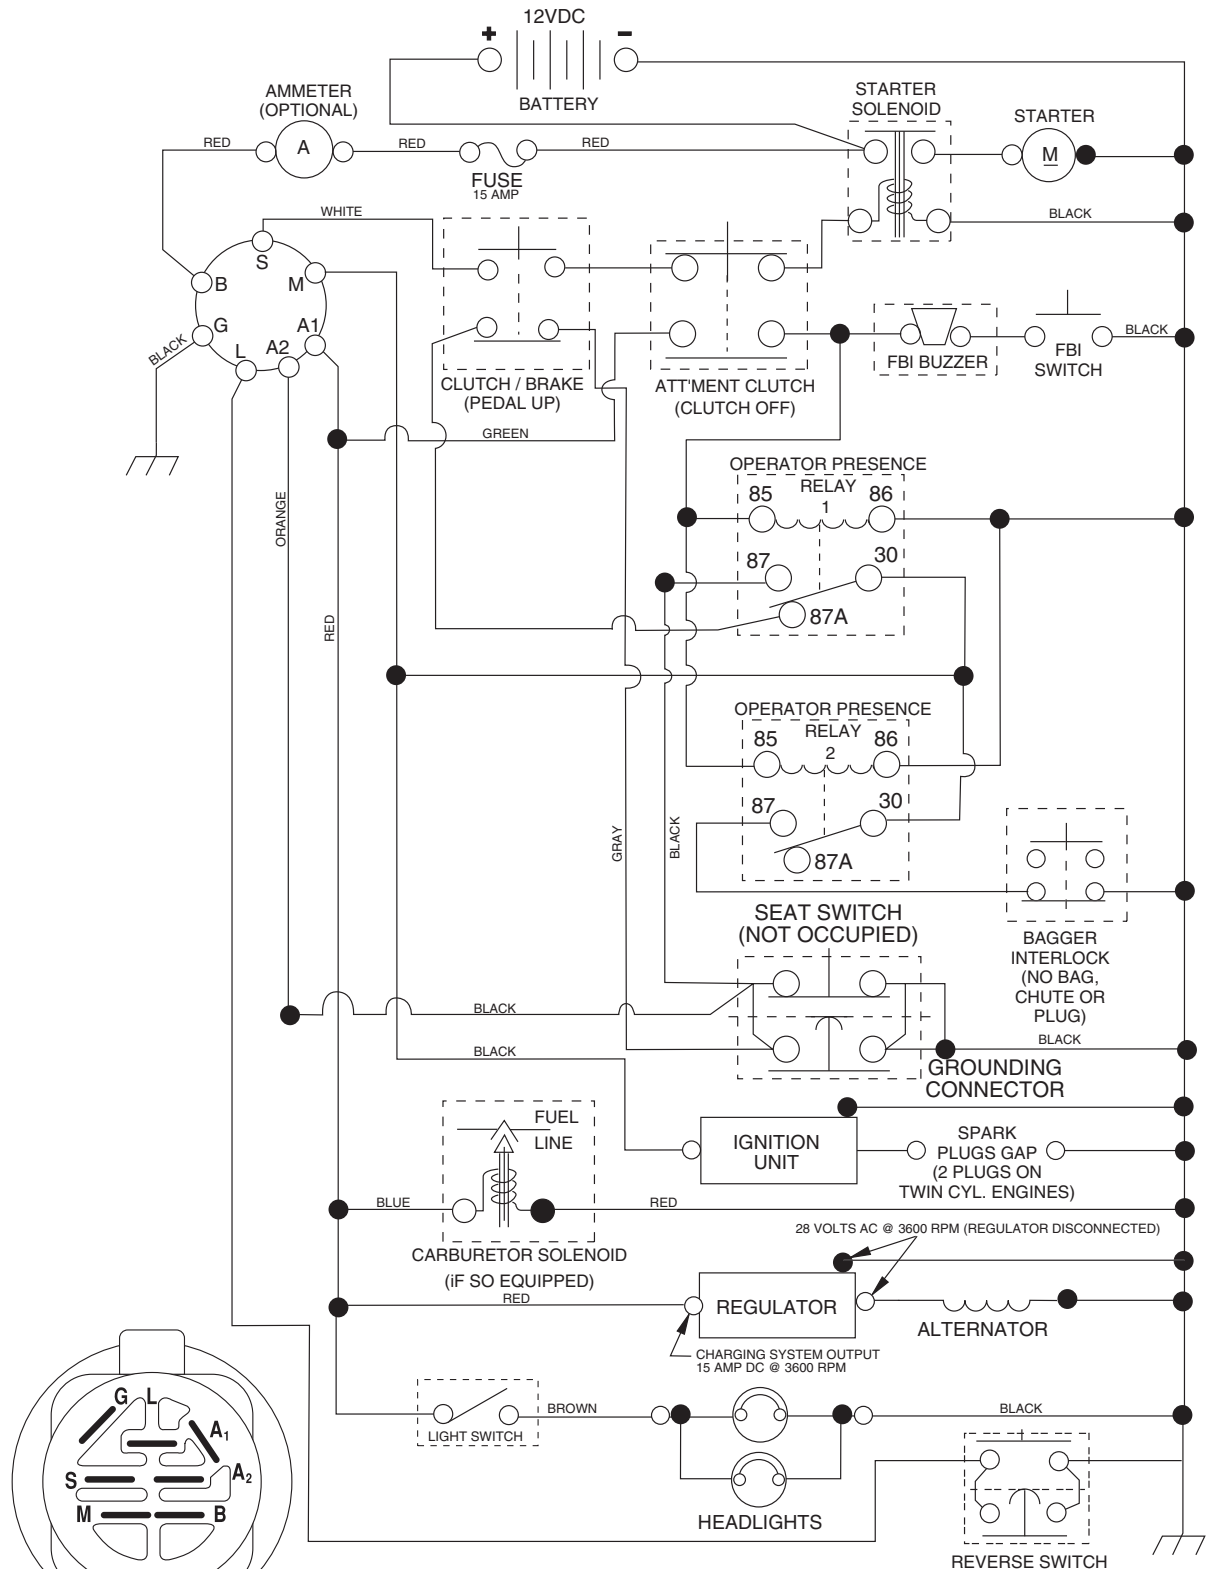 12VDC
+
-
BATTERY
AMMETER
(OPTIONAL)
A
RED
RED
FUSE
15 AMP
RED
STARTER
SOLENOID
STARTER
M
BLACK
WHITE
S
B
M
G
A1
L
A2
BLACK
CLUTCH / BRAKE
(PEDAL UP)
ATT'MENT CLUTCH
(CLUTCH OFF)
FBI BUZZER
FBI
SWITCH
BLACK
GREEN
ORANGE
RED
OPERATOR PRESENCE
RELAY
1
85
86
87
30
87A
OPERATOR PRESENCE
RELAY
2
85
86
87
30
87A
GRAY
BLACK
BAGGER
INTERLOCK
(NO BAG,
CHUTE OR
PLUG)
SEAT SWITCH
(NOT OCCUPIED)
BLACK
BLACK
BLACK
GROUNDING
CONNECTOR
FUEL
LINE
IGNITION
UNIT
SPARK
PLUGS GAP
(2 PLUGS ON
TWIN CYL. ENGINES)
BLUE
RED
CARBURETOR SOLENOID
(iF SO EQUIPPED)
28 VOLTS AC @ 3600 RPM (REGULATOR DISCONNECTED)
RED
REGULATOR
ALTERNATOR
CHARGING SYSTEM OUTPUT
15 AMP DC @ 3600 RPM
LIGHT SWITCH
BROWN
BLACK
HEADLIGHTS
REVERSE SWITCH
G
L
A1
A2
S
M
B